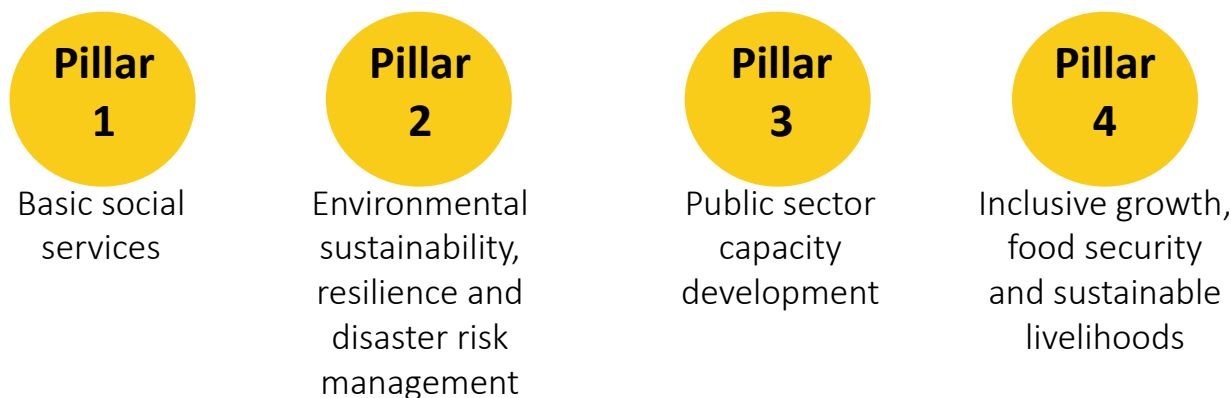 Pillar
1
Basic social
services
Pillar
2
Environmental
sustainability,
resilience and
disaster risk
management
Pillar
3
Public sector
capacity
development
Pillar
4
Inclusive growth,
food security
and sustainable
livelihoods